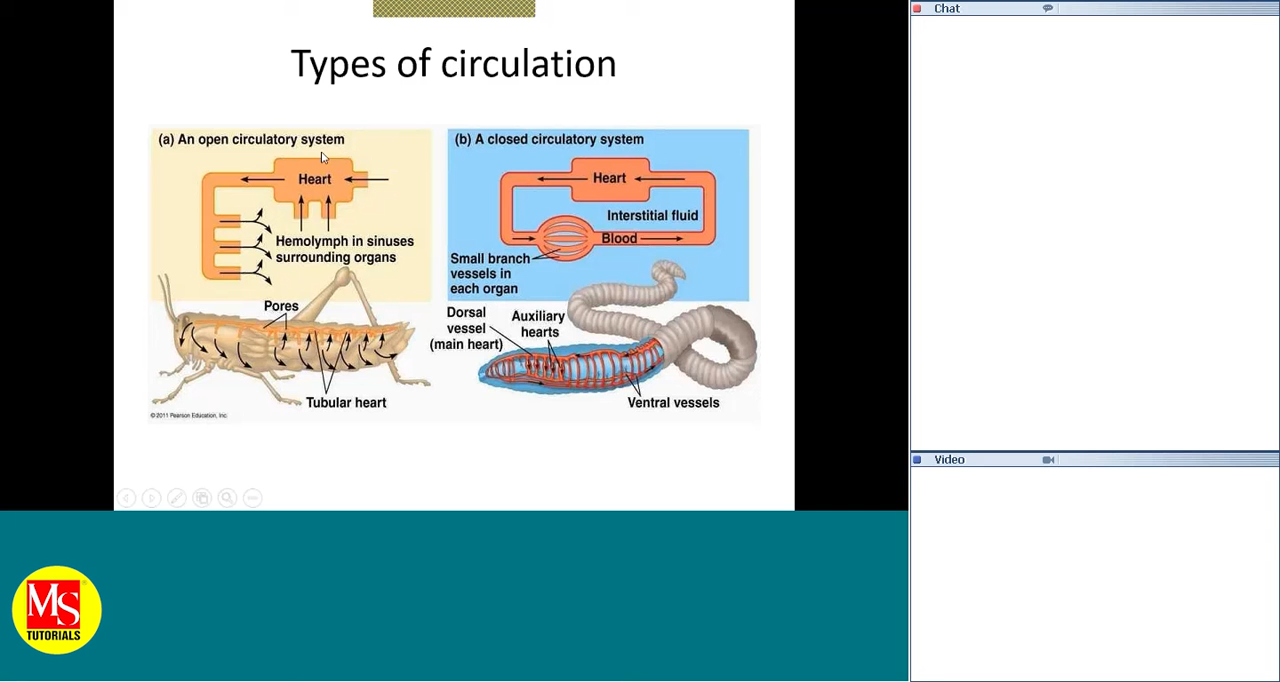 Chat
Types of circulation
(a) An open circulatory system
Heart
Hemolymph in sinuses
surrounding organs
Pores
Tubular heart
© 2011 Pearson Education, Inc.
(b) A closed circulatory system
Heart
Interstitial fluid
Blood
Small branch
vessels in
each organ
Dorsal
vessel
(main heart)
Auxiliary
hearts
Ventral vessels
Video
MS
TUTORIALS